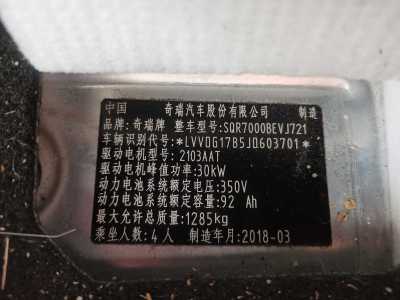 中国 奇瑞汽车股份有限公司 制造
品牌:奇瑞牌 整车型号:SQR7000BEVJ721
车辆识别代号:*LVVDG17B5JD603701*
驱动电机型号: 2103AAT
驱动电机峰值功率:30kW
动力电池系统额定电压:350V
动力电池系统额定容量:92 Ah
最大允许总质量:1285kg
乘坐人数:4人 制造年月:2018-03